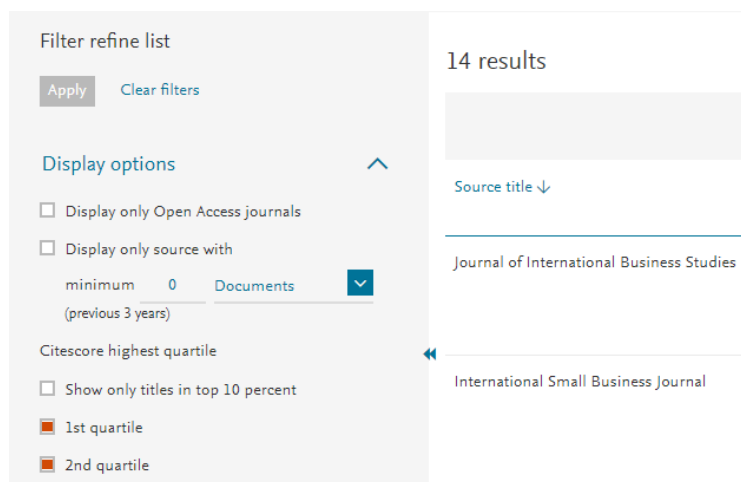 Filter refine list
Apply Clear filters
Display options
Display only Open Access journals
Display only source with
minimum 0 Documents
(previous 3 years)
Citescore highest quartile
Show only titles in top 10 percent
1st quartile
2nd quartile
14 results
Source title
Journal of International Business Studies
International Small Business Journal